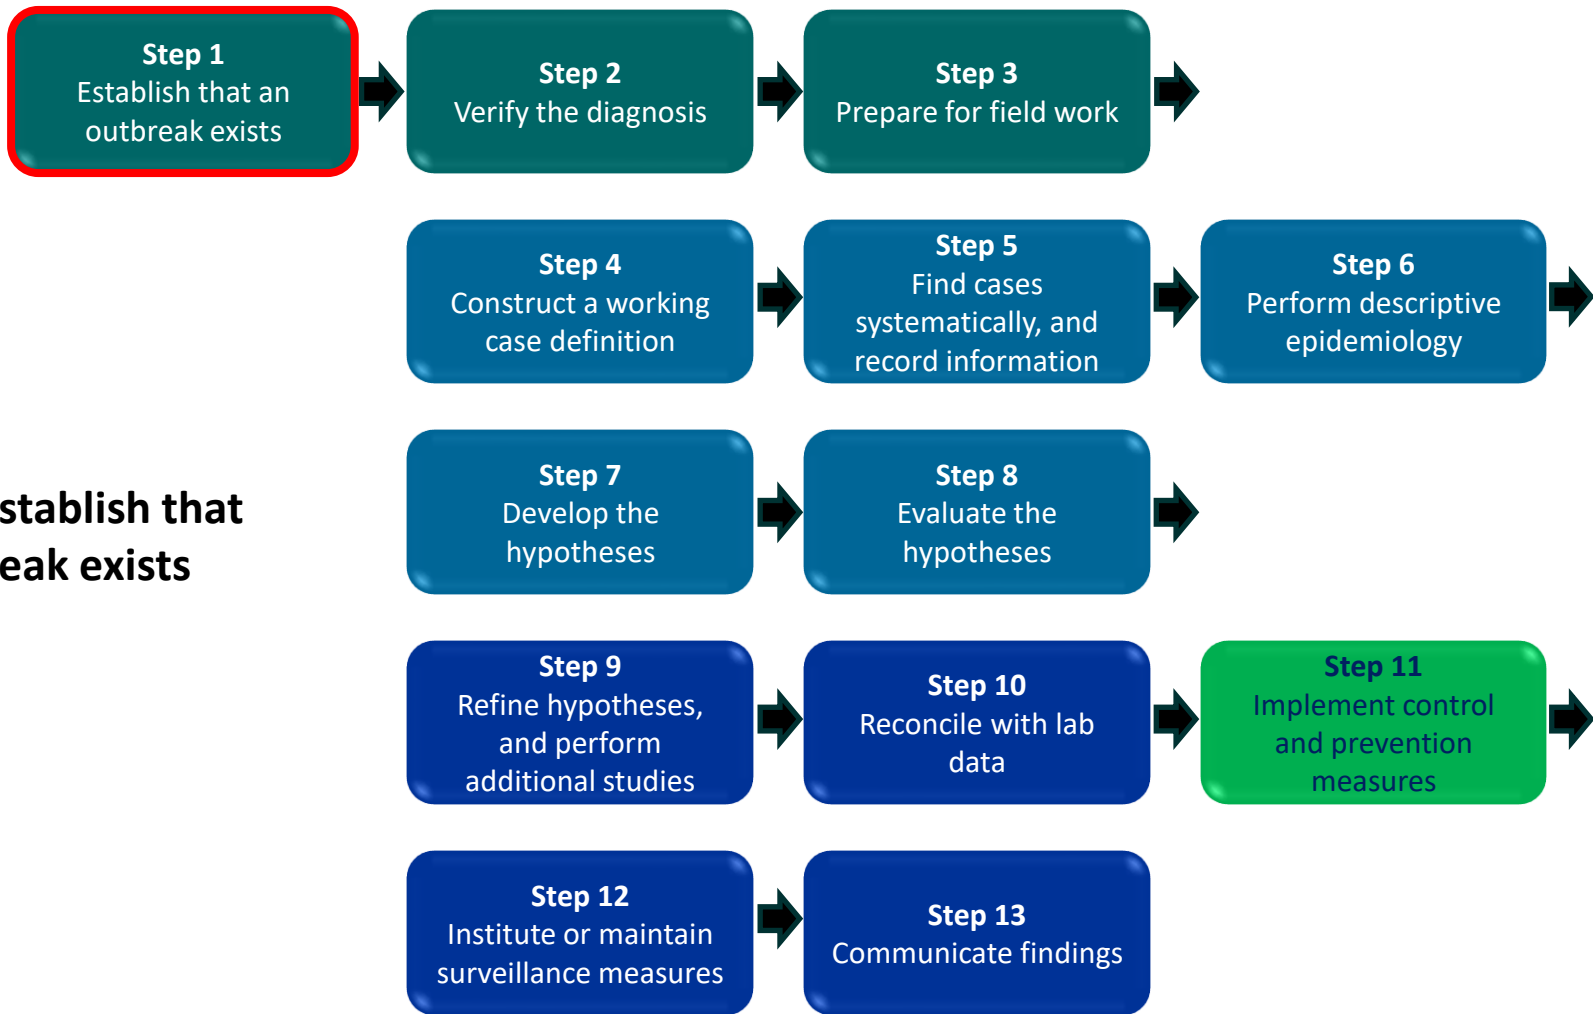 Step 1
Establish that an
outbreak exists
Step 2
Verify the diagnosis
Step 3
Prepare for field work
Step 4
Construct a working
case definition
Step 5
Find cases
systematically, and
record information
Step 6
Perform descriptive
epidemiology
stablish that
eak exists
Step 7
Develop the
hypotheses
Step 8
Evaluate the
hypotheses
Step 9
Refine hypotheses,
and perform
additional studies
Step 10
Reconcile with lab
data
Step 11
Implement control
and prevention
measures
Step 12
Institute or maintain
surveillance measures
Step 13
Communicate findings